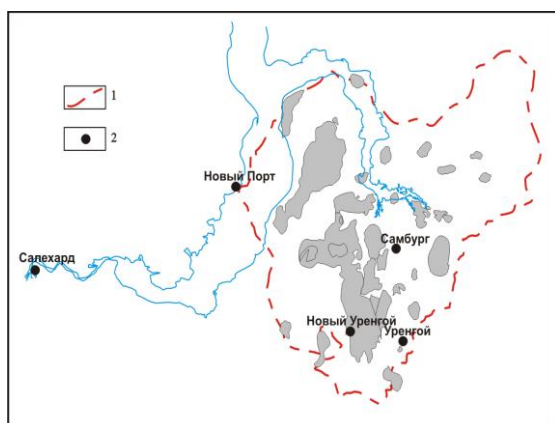 1
2
Новый Порт
Салехард
Самбург
Новый Уренгой
Уренгой